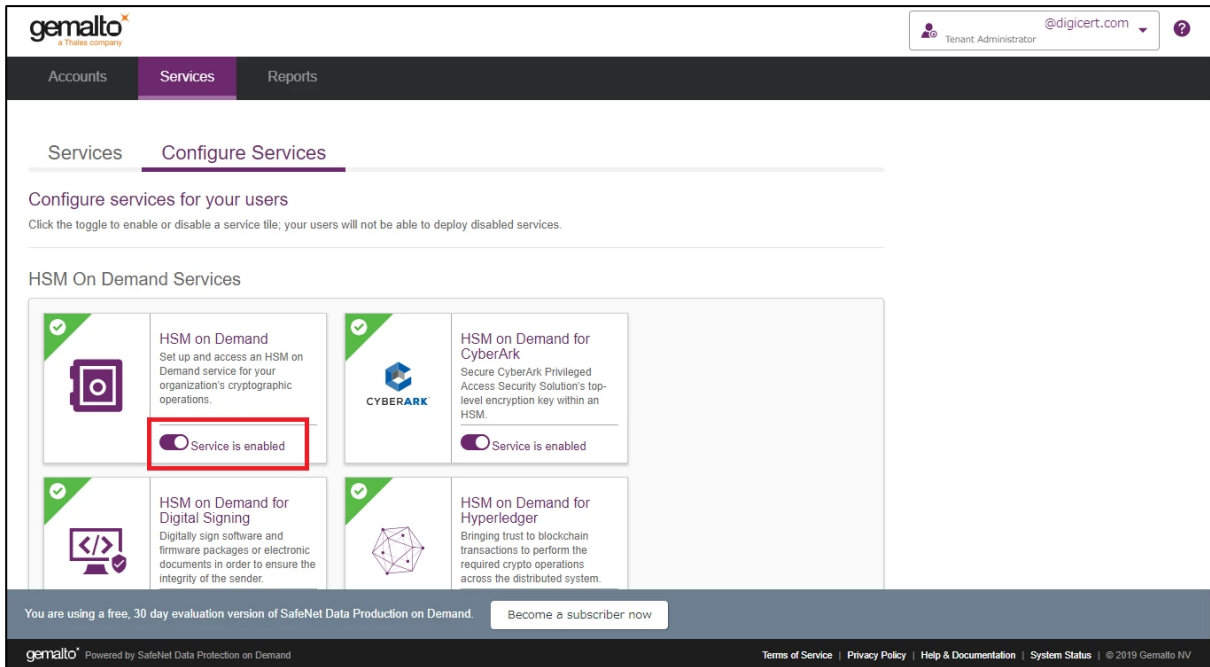 gemalto
a Thales company
@digicert.com
Tenant Administrator
Accounts Services Reports
Services Configure Services
Configure services for your users
Click the toggle to enable or disable a service tile; your users will not be able to deploy disabled services.
HSM On Demand Services
HSM on Demand
Set up and access an HSM on
Demand service for your
organization's cryptographic
operations.
Service is enabled
CYBERARK
HSM on Demand for
CyberArk
Secure CyberArk Privileged
Access Security Solution's top-
level encryption key within an
HSM.
Service is enabled
HSM on Demand for
Digital Signing
Digitally sign software and
firmware packages or electronic
documents in order to ensure the
integrity of the sender.
HSM on Demand for
Hyperledger
Bringing trust to blockchain
transactions to perform the
required crypto operations
across the distributed system.
You are using a free, 30 day evaluation version of SafeNet Data Production on Demand. Become a subscriber now
gemalto Powered by SafeNet Data Protection on Demand
Terms of Service | Privacy Policy | Help & Documentation | System Status | © 2019 Gemalto NV